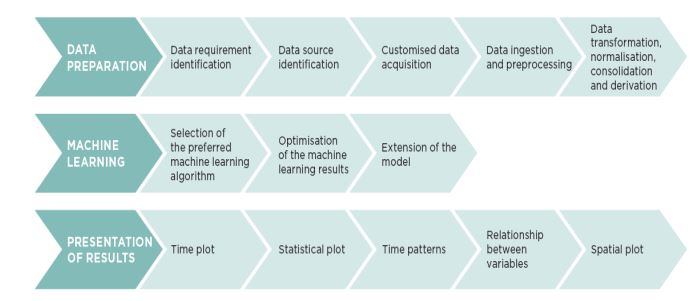 DATA
PREPARATION
Data requirement
identification
Data source
identification
Customised data
acquisition
Data ingestion
and preprocessing
Data
transformation,
normalisation,
consolidation
and derivation
MACHINE
LEARNING
Selection of
the preferred
machine learning
algorithm
Optimisation
of the machine
learning results
Extension of the
model
PRESENTATION
OF RESULTS
Time plot
Statistical plot
Time patterns
Relationship
between
variables
Spatial plot